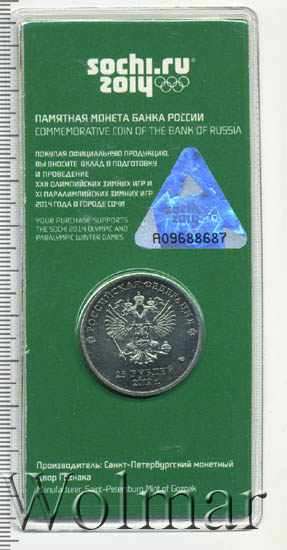 sochi.ru
2014
ПАМЯТНАЯ МОНЕТА БАНКА РОССИИ
COMMEMORATIVE COIN OF THE BANK OF RUSSIA
ПОКУПАЯ ОФИЦИАЛЬНУЮ ПРОДУКЦИЮ,
ВЫ ВНОСИТЕ ВКЛАД В ПОДГОТОВКУ
И ПРОВЕДЕНИЕ
XXII ОЛИМПИЙСКИХ ЗИМНИХ ИГР И
XI ПАРАЛИМПИЙСКИХ ЗИМНИХ ИГР
2014 ГОДА В ГОРОДЕ СОЧИ
YOUR PURCHASE SUPPORTS
THE SOCHI 2014 OLYMPIC AND
PARALYMPIC WINTER GAMES
SOCHI
A09688687
РОССИЙСКАЯ ФЕДЕРАЦИЯ
25 РУБЛЕЙ
Производитель: Санкт-Петербургский монетный
двор Гознака
Manufacturer: Saint-Petersburg Mint of Goznak
Wolmar